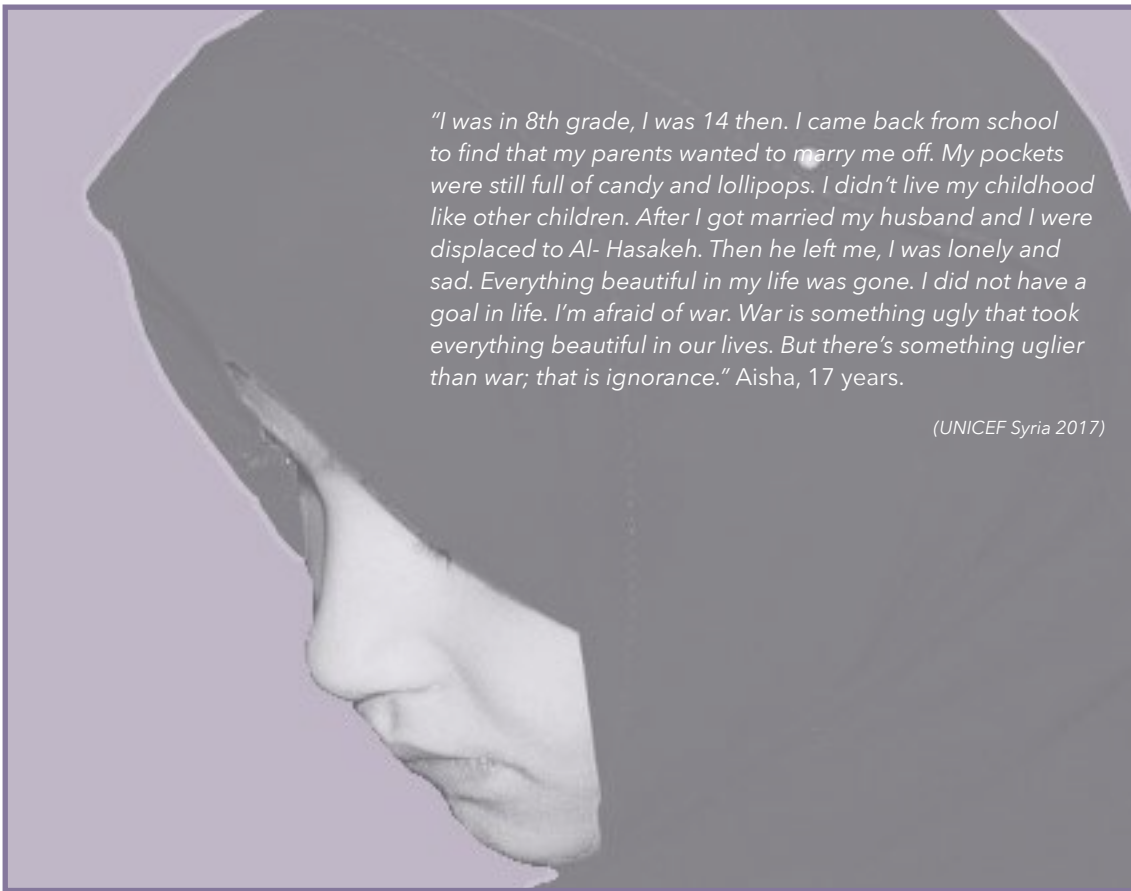 “I was in 8th grade, I was 14 then. I came back from school
to find that my parents wanted to marry me off. My pockets
were still full of candy and lollipops. I didn’t live my childhood
like other children. After I got married my husband and I were
displaced to Al- Hasakeh. Then he left me, I was lonely and
sad. Everything beautiful in my life was gone. I did not have a
goal in life. I’m afraid of war. War is something ugly that took
everything beautiful in our lives. But there’s something uglier
than war; that is ignorance.” Aisha, 17 years.
(UNICEF Syria 2017)